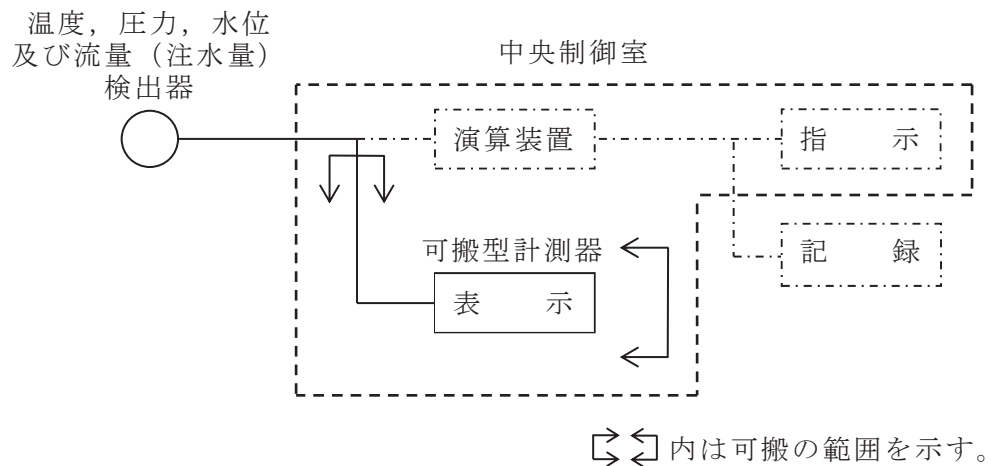 温度，圧力，水位
及び流量（注水量）
検出器
中央制御室
演算装置
指　　示
記　　録
可搬型計測器
表　　示
内は可搬の範囲を示す。